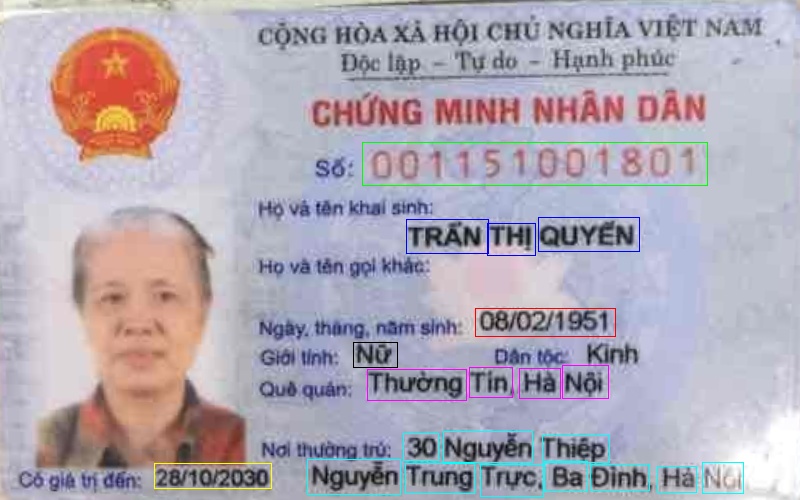 CỘNG HÒA XÃ HỘI CHỦ NGHĨA VIỆT NAM
Độc lập - Tự do - Hạnh phúc
CHỨNG MINH NHÂN DÂN
Số: 001151001801
Họ và tên khai sinh:
TRẦN THỊ QUYẾN
Họ và tên gọi khác:
Ngày, tháng, năm sinh: 08/02/1951
Giới tính: Nữ Dân tộc: Kinh
Quê quán: Thường Tín, Hà Nội
Nơi thường trú: 30 Nguyễn Thiệp
Có giá trị đến: 28/10/2030 Nguyễn Trung Trực, Ba Đình, Hà Nội